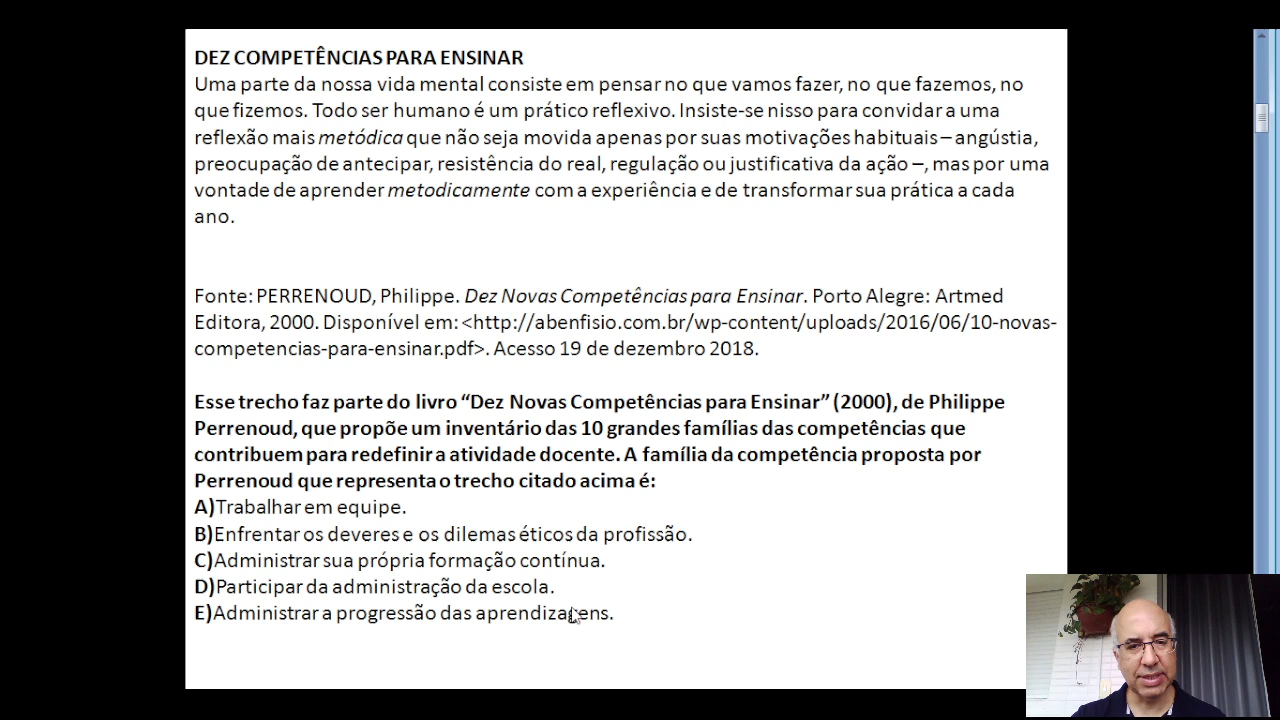 DEZ COMPETÊNCIAS PARA ENSINAR
Uma parte da nossa vida mental consiste em pensar no que vamos fazer, no que fazemos, no
que fizemos. Todo ser humano é um prático reflexivo. Insiste-se nisso para convidar a uma
reflexão mais metódica que não seja movida apenas por suas motivações habituais – angústia,
preocupação de antecipar, resistência do real, regulação ou justificativa da ação –, mas por uma
vontade de aprender metodicamente com a experiência e de transformar sua prática a cada
ano.
Fonte: PERRENOUD, Philippe. Dez Novas Competências para Ensinar. Porto Alegre: Artmed
Editora, 2000. Disponível em: <http://abenfisio.com.br/wp-content/uploads/2016/06/10-novas-
competencias-para-ensinar.pdf>. Acesso 19 de dezembro 2018.
Esse trecho faz parte do livro “Dez Novas Competências para Ensinar” (2000), de Philippe
Perrenoud, que propõe um inventário das 10 grandes famílias das competências que
contribuem para redefinir a atividade docente. A família da competência proposta por
Perrenoud que representa o trecho citado acima é:
A)Trabalhar em equipe.
B)Enfrentar os deveres e os dilemas éticos da profissão.
C)Administrar sua própria formação contínua.
D)Participar da administração da escola.
E)Administrar a progressão das aprendizagens.